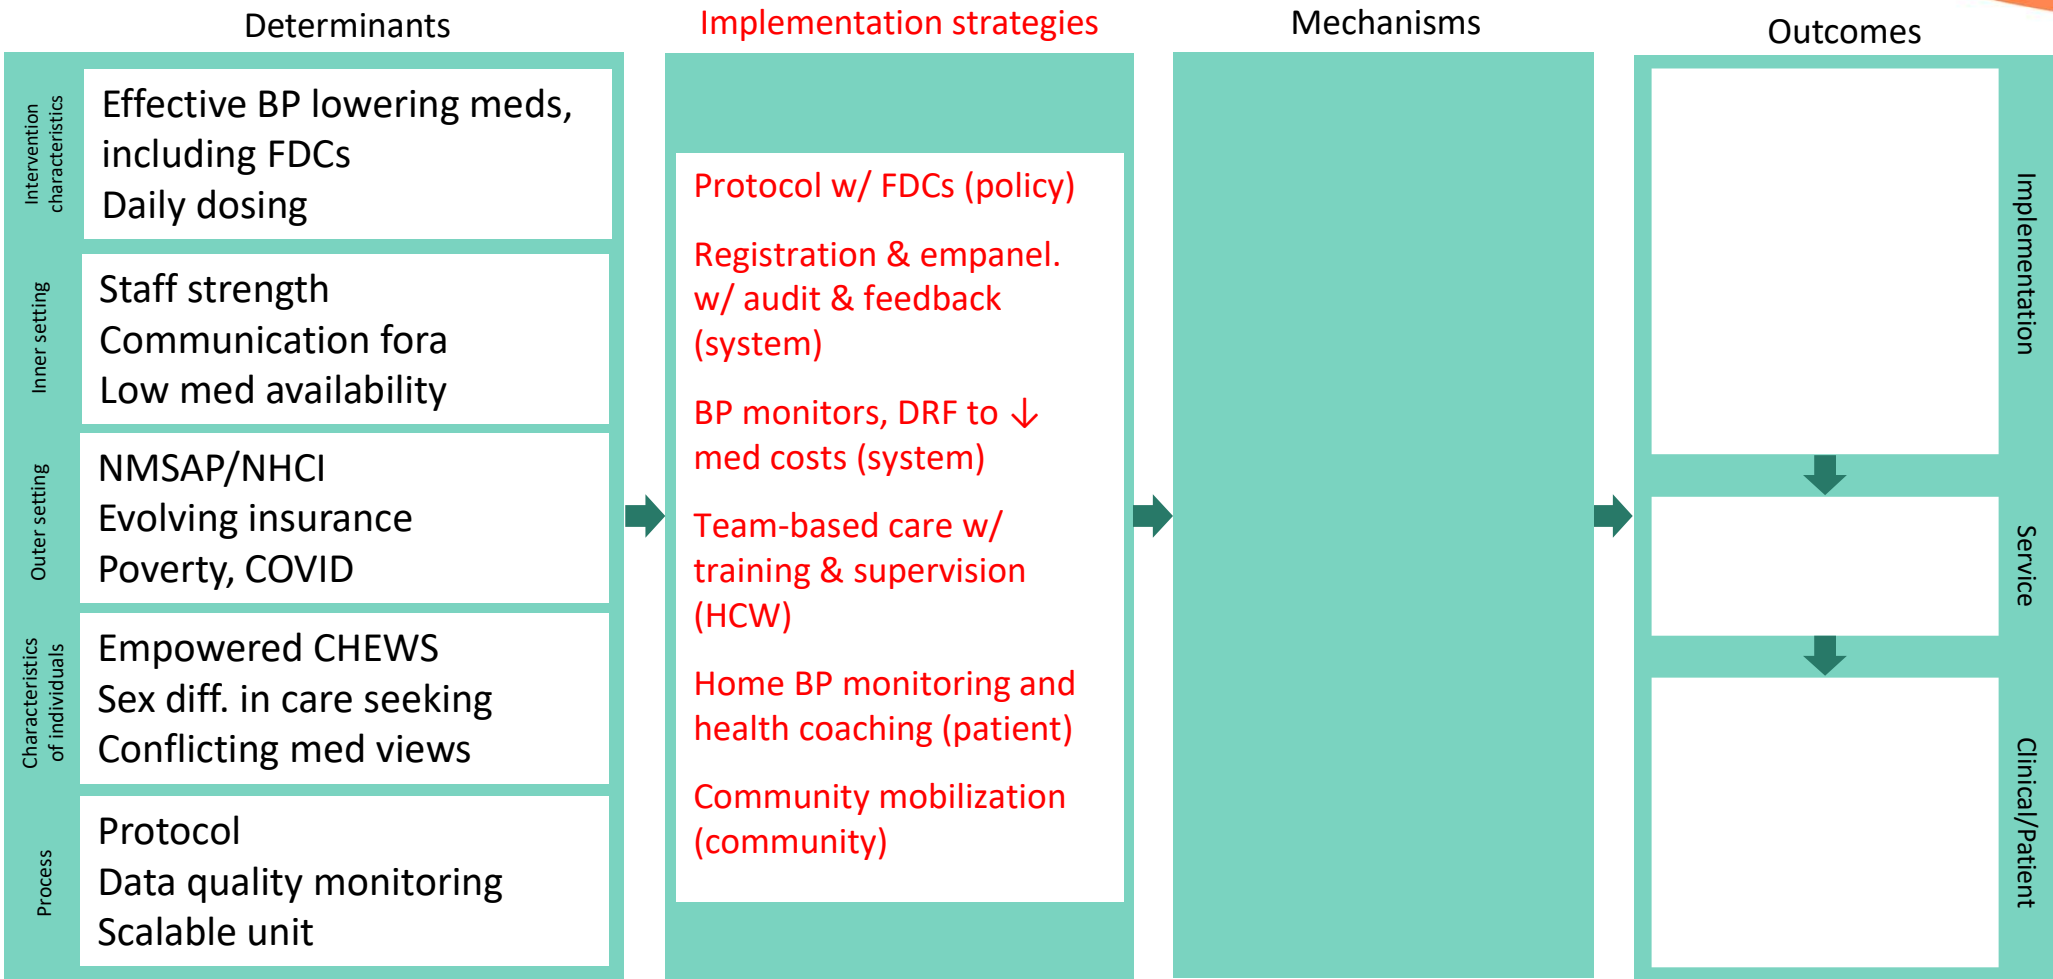 Determinants
Intervention
characteristics
Effective BP lowering meds,
including FDCs
Daily dosing
Inner setting
Staff strength
Communication fora
Low med availability
Outer setting
NMSAP/NHCI
Evolving insurance
Poverty, COVID
Characteristics
of individuals
Empowered CHEWS
Sex diff. in care seeking
Conflicting med views
Process
Protocol
Data quality monitoring
Scalable unit
Implementation strategies
Protocol w/ FDCs (policy)
Registration & empanel.
w/ audit & feedback
(system)
BP monitors, DRF to ↓
med costs (system)
Team-based care w/
training & supervision
(HCW)
Home BP monitoring and
health coaching (patient)
Community mobilization
(community)
Mechanisms
Outcomes
Implementation
Service
Clinical/Patient